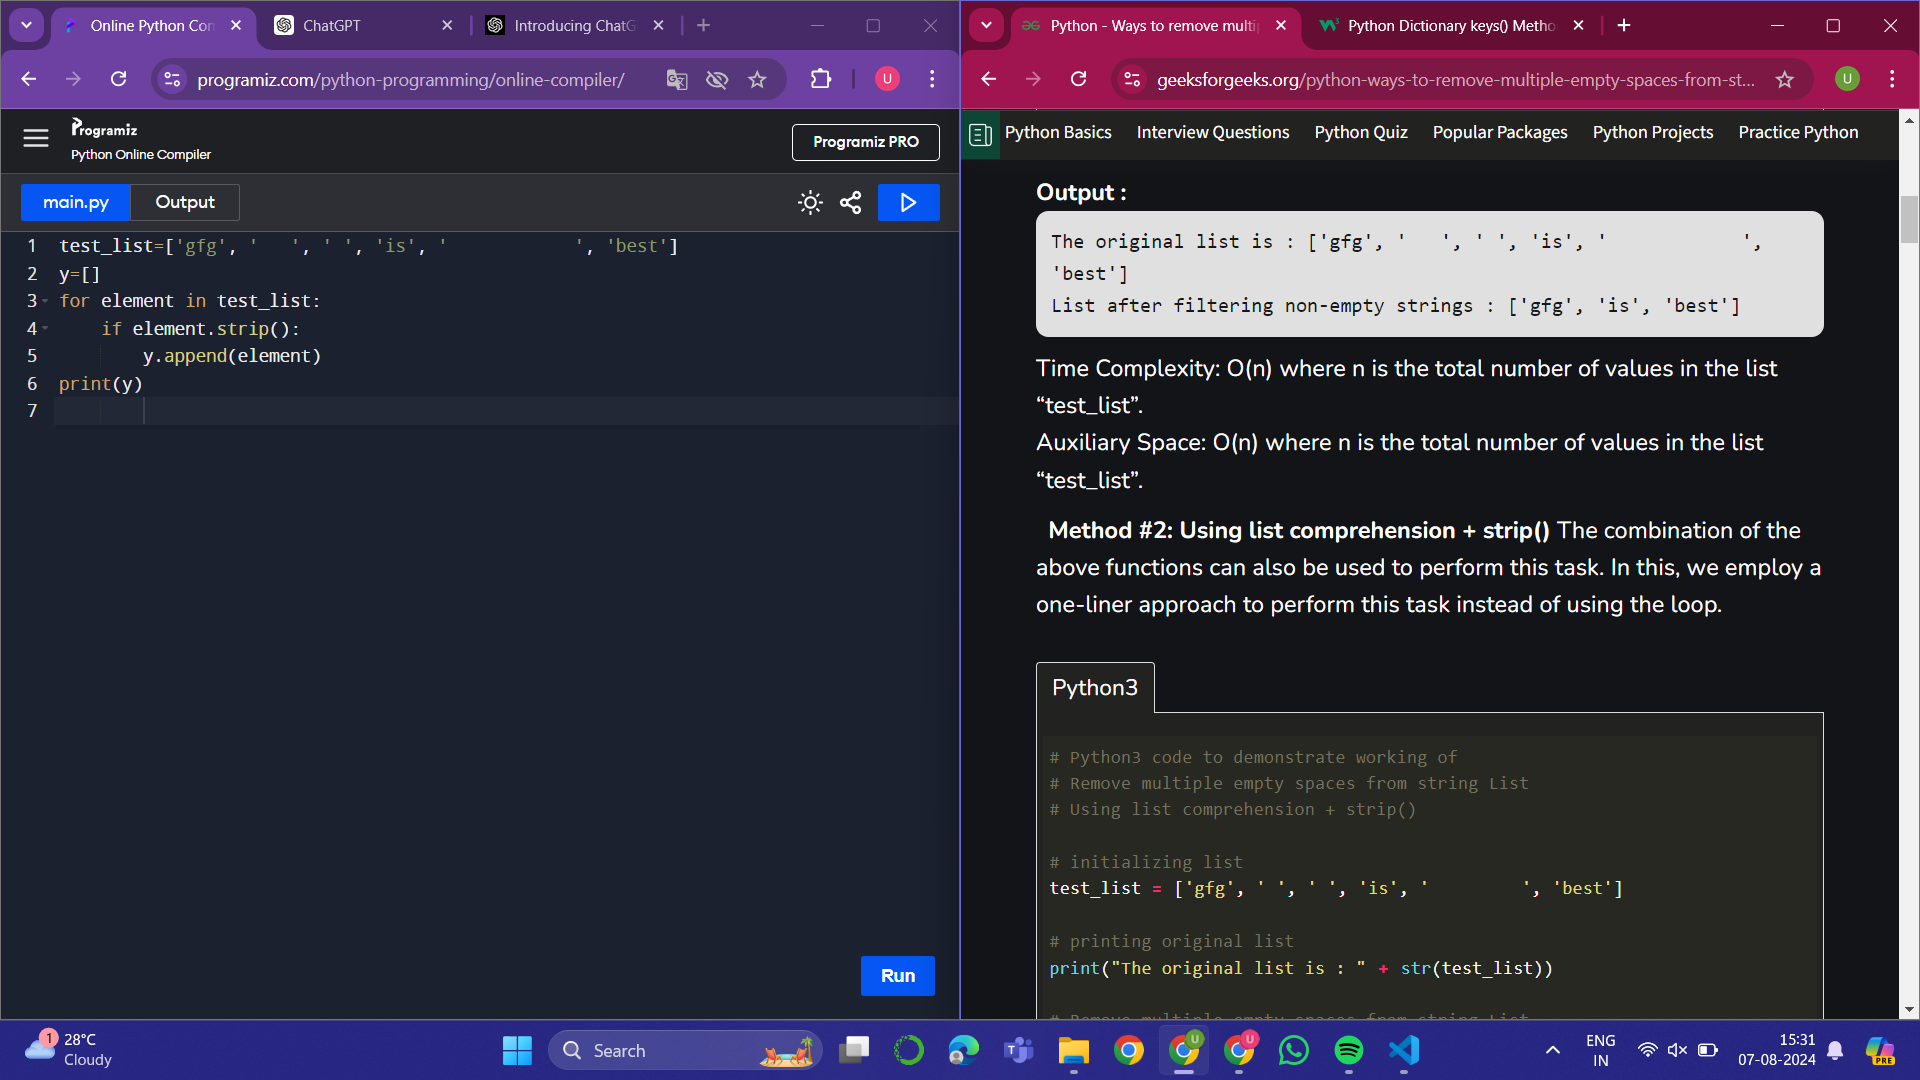 Online Python Com
ChatGPT
Introducing ChatG
programiz.com/python-programming/online-compiler/
U
Programiz
Python Online Compiler
Programiz PRO
main.py
Output
1 test_list=['gfg', '   ', ' ', 'is', '            ', 'best']
2 y=[]
3 for element in test_list:
4     if element.strip():
5         y.append(element)
6 print(y)
7
Run
Python - Ways to remove multip
Python Dictionary keys() Metho
geeksforgeeks.org/python-ways-to-remove-multiple-empty-spaces-from-st...
U
Python Basics
Interview Questions
Python Quiz
Popular Packages
Python Projects
Practice Python
Output :
The original list is : ['gfg', '   ', ' ', 'is', '             ',
'best']
List after filtering non-empty strings : ['gfg', 'is', 'best']
Time Complexity: O(n) where n is the total number of values in the list
“test_list”.
Auxiliary Space: O(n) where n is the total number of values in the list
“test_list”.
Method #2: Using list comprehension + strip() The combination of the
above functions can also be used to perform this task. In this, we employ a
one-liner approach to perform this task instead of using the loop.
Python3
# Python3 code to demonstrate working of
# Remove multiple empty spaces from string List
# Using list comprehension + strip()
# initializing list
test_list = ['gfg', ' ', ' ', 'is', '         ', 'best']
# printing original list
print("The original list is : " + str(test_list))
# Remove multiple empty spaces from string List
1
28°C
Cloudy
Search
U
U
ENG
IN
15:31
07-08-2024
PRE